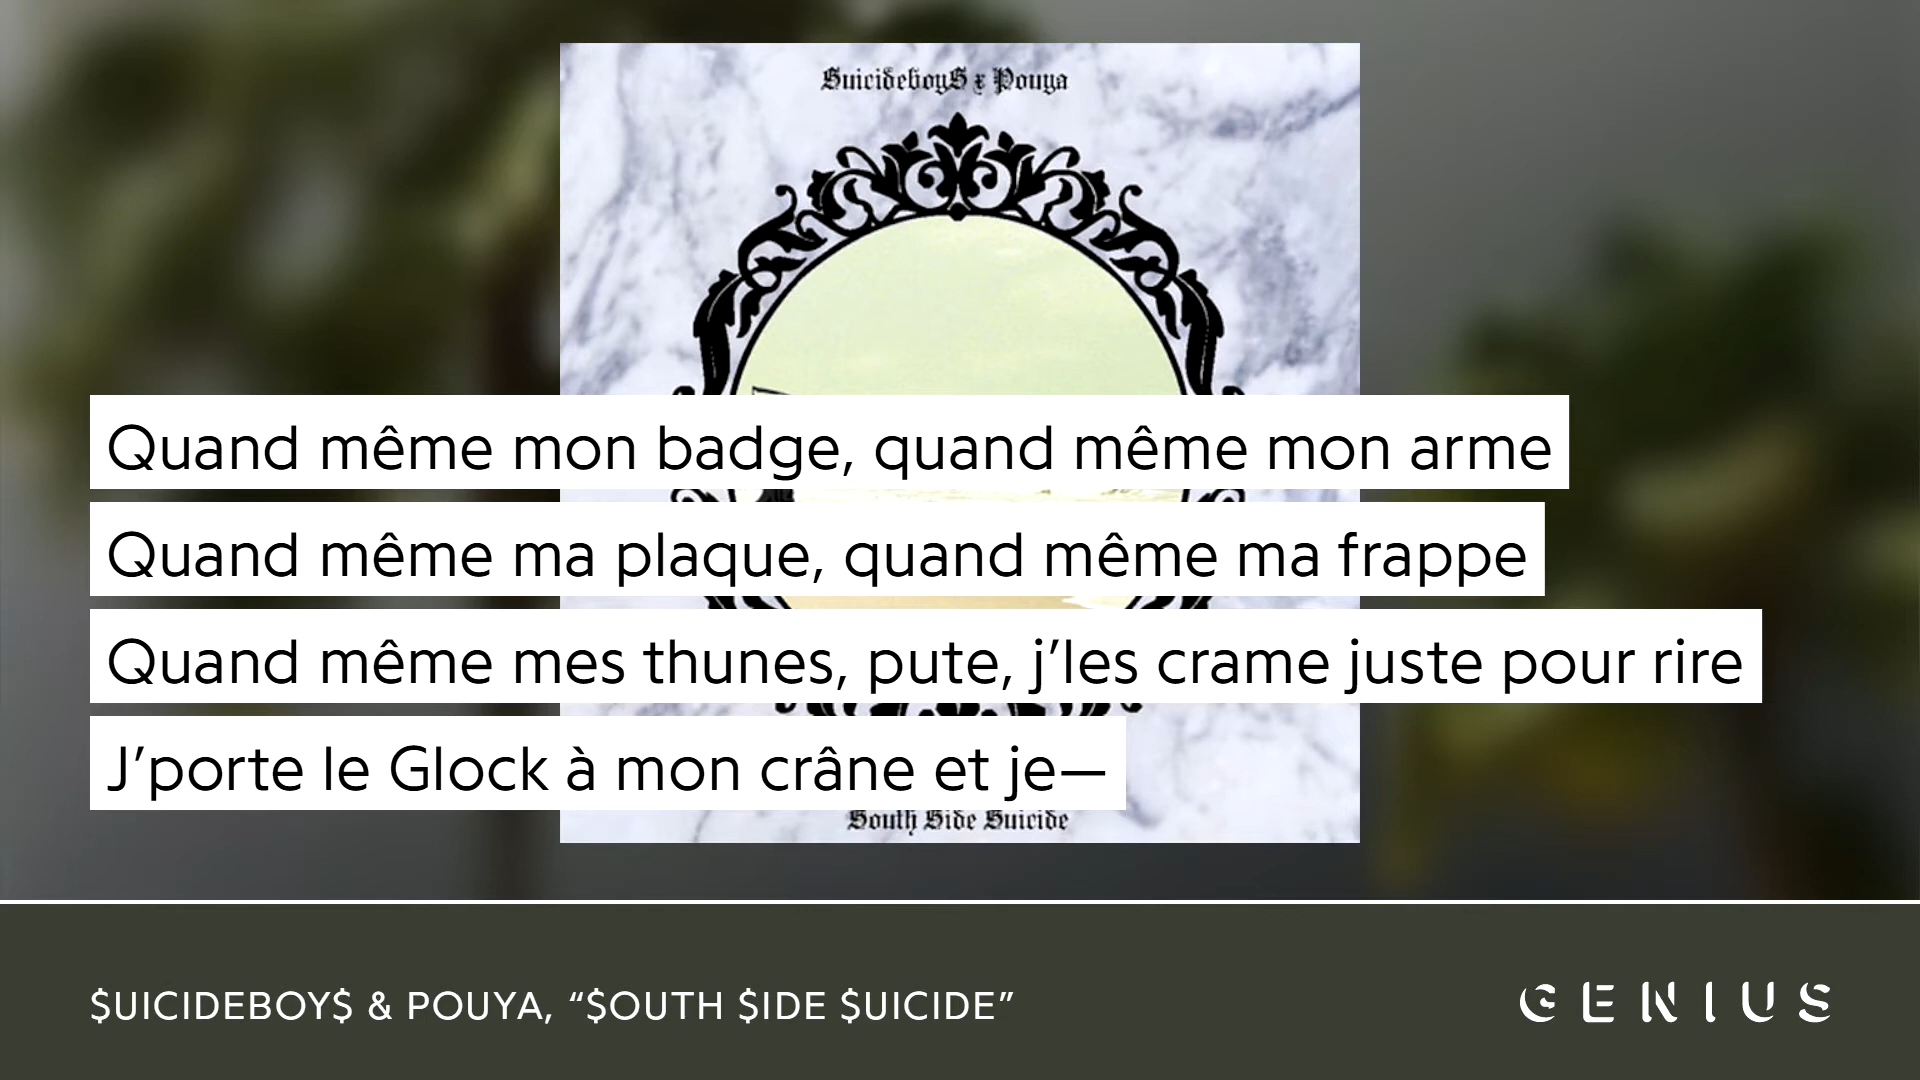 SuicideboyS x Pouya
Quand même mon badge, quand même mon arme
Quand même ma plaque, quand même ma frappe
Quand même mes thunes, pute, j’les crame juste pour rire
J’porte le Glock à mon crâne et je—
South Side Suicide
$UICIDEBOY$ & POUYA, “$OUTH $IDE $UICIDE”
GENIUS